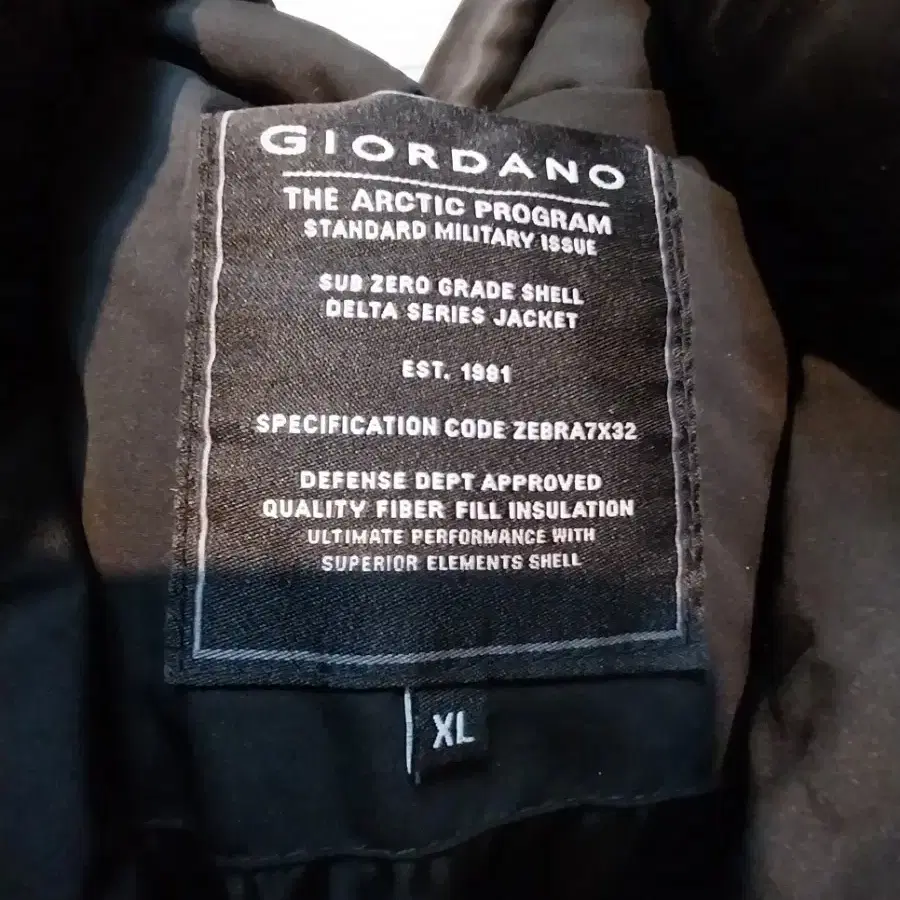 GIORDANO
THE ARCTIC PROGRAM
STANDARD MILITARY ISSUE
SUB ZERO GRADE SHELL
DELTA SERIES JACKET
EST. 1981
SPECIFICATION CODE ZEBRA7X32
DEFENSE DEPT APPROVED
QUALITY FIBER FILL INSULATION
ULTIMATE PERFORMANCE WITH
SUPERIOR ELEMENTS SHELL
XL